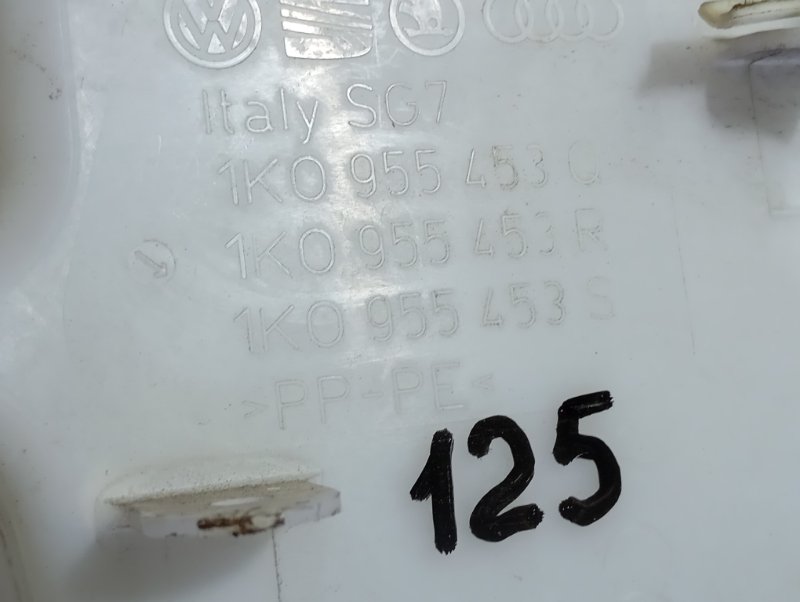 Italy SG7
1K0 955 453 Q
1K0 955 453 R
1K0 955 453 S
>PP-PE<
125